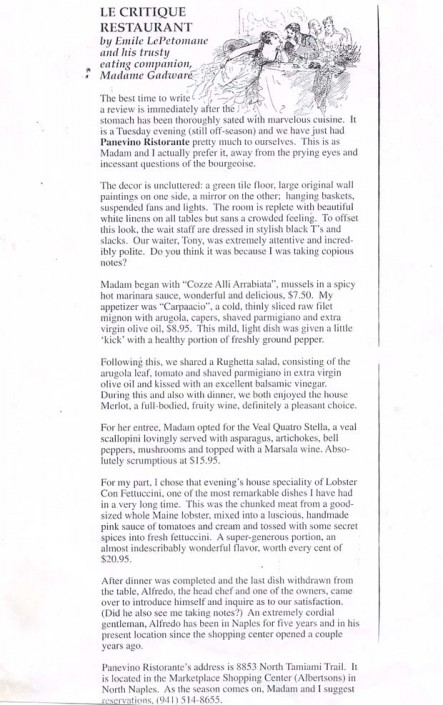 LE CRITIQUE
RESTAURANT
by Emile LePetomane
and his trusty
eating companion,
Madame Gadware
The best time to write
a review is immediately after the
stomach has been thoroughly sated with marvelous cuisine. It
is a Tuesday evening (still off-season) and we have just had
Panevino Ristorante pretty much to ourselves. This is as
Madam and I actually prefer it, away from the prying eyes and
incessant questions of the bourgeoise.
The decor is uncluttered: a green tile floor, large original wall
paintings on one side, a mirror on the other; hanging baskets,
suspended fans and lights. The room is replete with beautiful
white linens on all tables but sans a crowded feeling. To offset
this look, the wait staff are dressed in stylish black T's and
slacks. Our waiter, Tony, was extremely attentive and incred-
ibly polite. Do you think it was because I was taking copious
notes?
Madam began with "Cozze Alli Arrabiata", mussels in a spicy
hot marinara sauce, wonderful and delicious, $7.50. My
appetizer was "Carpaacio", a cold, thinly sliced raw filet
mignon with arugola, capers, shaved parmigiano and extra
virgin olive oil, $8.95. This mild, light dish was given a little
'kick' with a healthy portion of freshly ground pepper.
Following this, we shared a Rughetta salad, consisting of the
arugola leaf, tomato and shaved parmigiano in extra virgin
olive oil and kissed with an excellent balsamic vinegar.
During this and also with dinner, we both enjoyed the house
Merlot, a full-bodied, fruity wine, definitely a pleasant choice.
For her entree, Madam opted for the Veal Quatro Stella, a veal
scallopini lovingly served with asparagus, artichokes, bell
peppers, mushrooms and topped with a Marsala wine. Abso-
lutely scrumptious at $15.95.
For my part, I chose that evening's house speciality of Lobster
Con Fettuccini, one of the most remarkable dishes I have had
in a very long time. This was the chunked meat from a good-
sized whole Maine lobster, mixed into a luscious, handmade
pink sauce of tomatoes and cream and tossed with some secret
spices into fresh fettuccini. A super-generous portion, an
almost indescribably wonderful flavor, worth every cent of
$20.95.
After dinner was completed and the last dish withdrawn from
the table, Alfredo, the head chef and one of the owners, came
over to introduce himself and inquire as to our satisfaction.
(Did he also see me taking notes?) An extremely cordial
gentleman, Alfredo has been in Naples for five years and in his
present location since the shopping center opened a couple
years ago.
Panevino Ristorante's address is 8853 North Tamiami Trail. It
is located in the Marketplace Shopping Center (Albertsons) in
North Naples. As the season comes on, Madam and I suggest
reservations, (941) 514-8655.